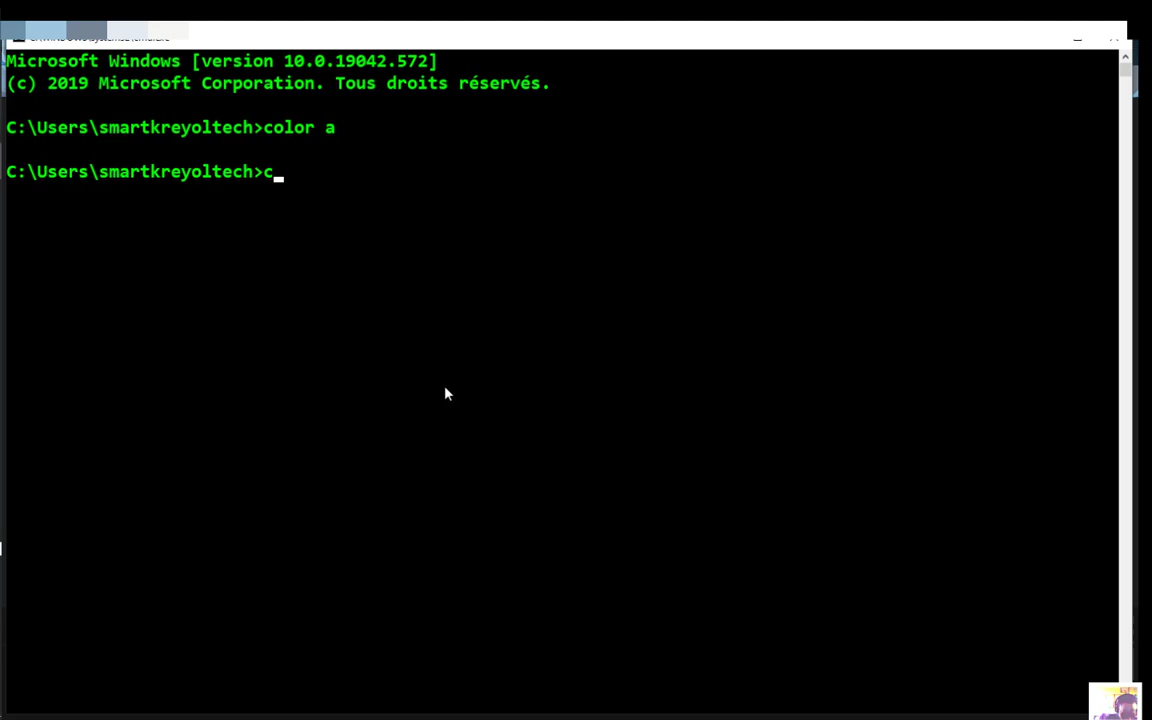 Microsoft Windows [version 10.0.19042.572]
(c) 2019 Microsoft Corporation. Tous droits réservés.
C:\Users\smartkreyoltech>color a
C:\Users\smartkreyoltech>c